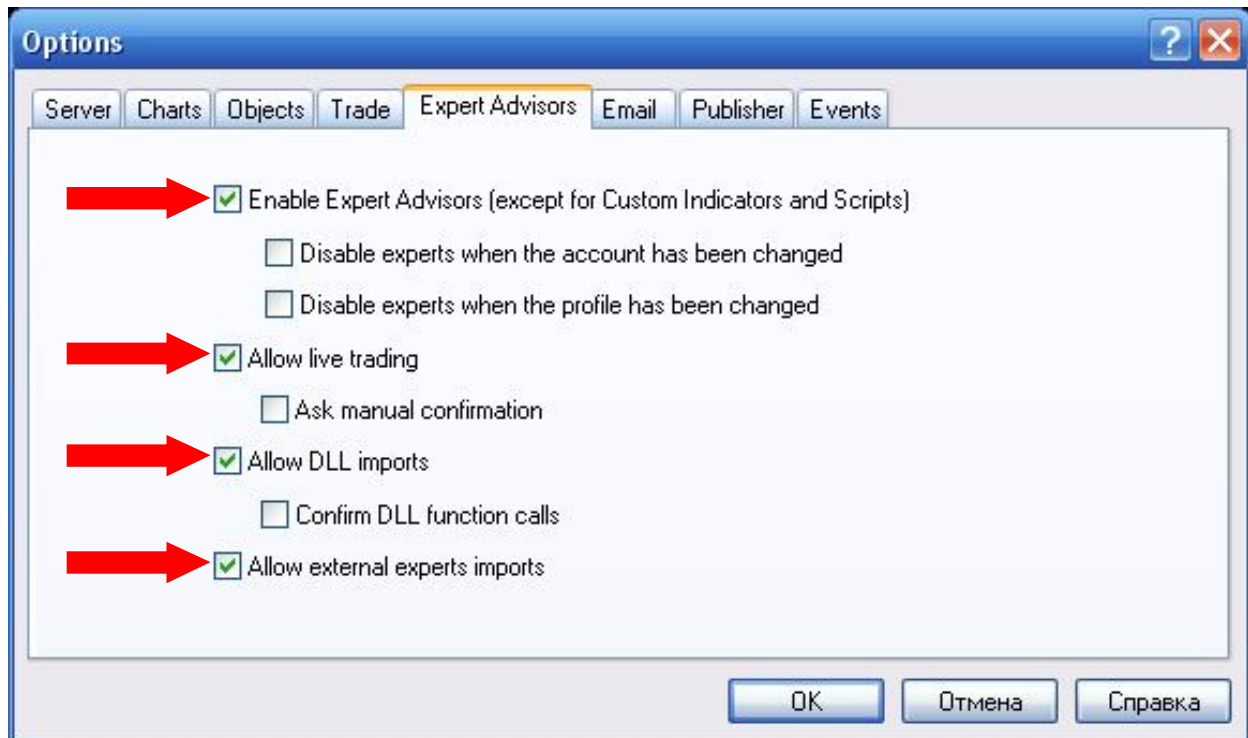 Options
Server Charts Objects Trade Expert Advisors Email Publisher Events
Enable Expert Advisors (except for Custom Indicators and Scripts)
Disable experts when the account has been changed
Disable experts when the profile has been changed
Allow live trading
Ask manual confirmation
Allow DLL imports
Confirm DLL function calls
Allow external experts imports
OK Отмена Справка